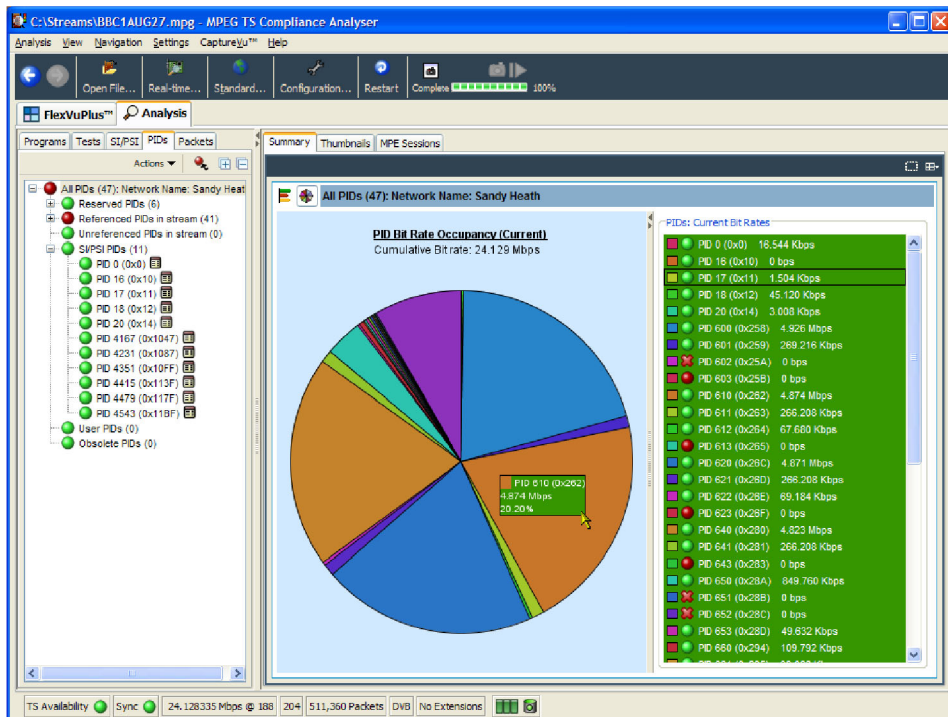 C:\Streams\BBC1AUG27.mpg - MPEG TS Compliance Analyser
Analysis View Navigation Settings CaptureVu™ Help
Open File... Real-time... Standard... Configuration... Restart Complete 100%
FlexVuPlus™ Analysis
Programs Tests SI/PSI PIDs Packets
Actions
All PIDs (47): Network Name: Sandy Heat
Reserved PIDs (6)
Referenced PIDs in stream (41)
Unreferenced PIDs in stream (0)
SI/PSI PIDs (11)
PID 0 (0x0)
PID 16 (0x10)
PID 17 (0x11)
PID 18 (0x12)
PID 20 (0x14)
PID 4167 (0x1047)
PID 4231 (0x1087)
PID 4351 (0x10FF)
PID 4415 (0x113F)
PID 4479 (0x117F)
PID 4543 (0x11BF)
User PIDs (0)
Obsolete PIDs (0)
Summary Thumbnails MPE Sessions
All PIDs (47): Network Name: Sandy Heath
PID Bit Rate Occupancy (Current)
Cumulative Bitrate: 24.129 Mbps
PID 610 (0x262)
4.874 Mbps
20.20%
PIDs: Current Bit Rates
PID 0 (0x0) 16.544 Kbps
PID 16 (0x10) 0 bps
PID 17 (0x11) 1.504 Kbps
PID 18 (0x12) 45.120 Kbps
PID 20 (0x14) 3.008 Kbps
PID 600 (0x258) 4.926 Mbps
PID 601 (0x259) 269.216 Kbps
PID 602 (0x25A) 0 bps
PID 603 (0x25B) 0 bps
PID 610 (0x262) 4.874 Mbps
PID 611 (0x263) 266.208 Kbps
PID 612 (0x264) 67.680 Kbps
PID 613 (0x265) 0 bps
PID 620 (0x26C) 4.871 Mbps
PID 621 (0x26D) 266.208 Kbps
PID 622 (0x26E) 69.184 Kbps
PID 623 (0x26F) 0 bps
PID 640 (0x280) 4.823 Mbps
PID 641 (0x281) 266.208 Kbps
PID 643 (0x283) 0 bps
PID 650 (0x28A) 849.760 Kbps
PID 651 (0x28B) 0 bps
PID 652 (0x28C) 0 bps
PID 653 (0x28D) 49.632 Kbps
PID 660 (0x294) 109.792 Kbps
TS Availability Sync 24.128335 Mbps @ 188 204 511,360 Packets DVB No Extensions